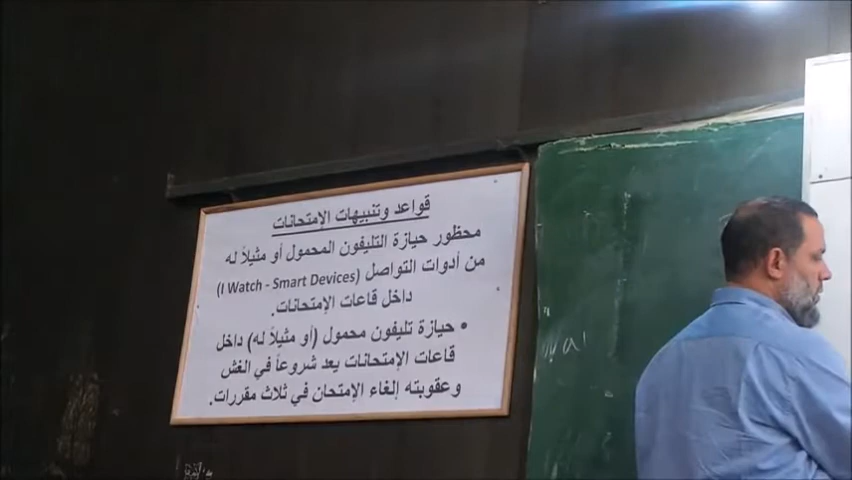 قواعد وتنبيهات الإمتحانات
محظور حيازة التليفون المحمول أو مثيلاً له
من أدوات التواصل (I Watch - Smart Devices)
داخل قاعات الإمتحانات.
• حيازة تليفون محمول (أو مثيلاً له) داخل
قاعات الإمتحانات يعد شروعاً في الغش
وعقوبته إلغاء الإمتحان في ثلاث مقررات.